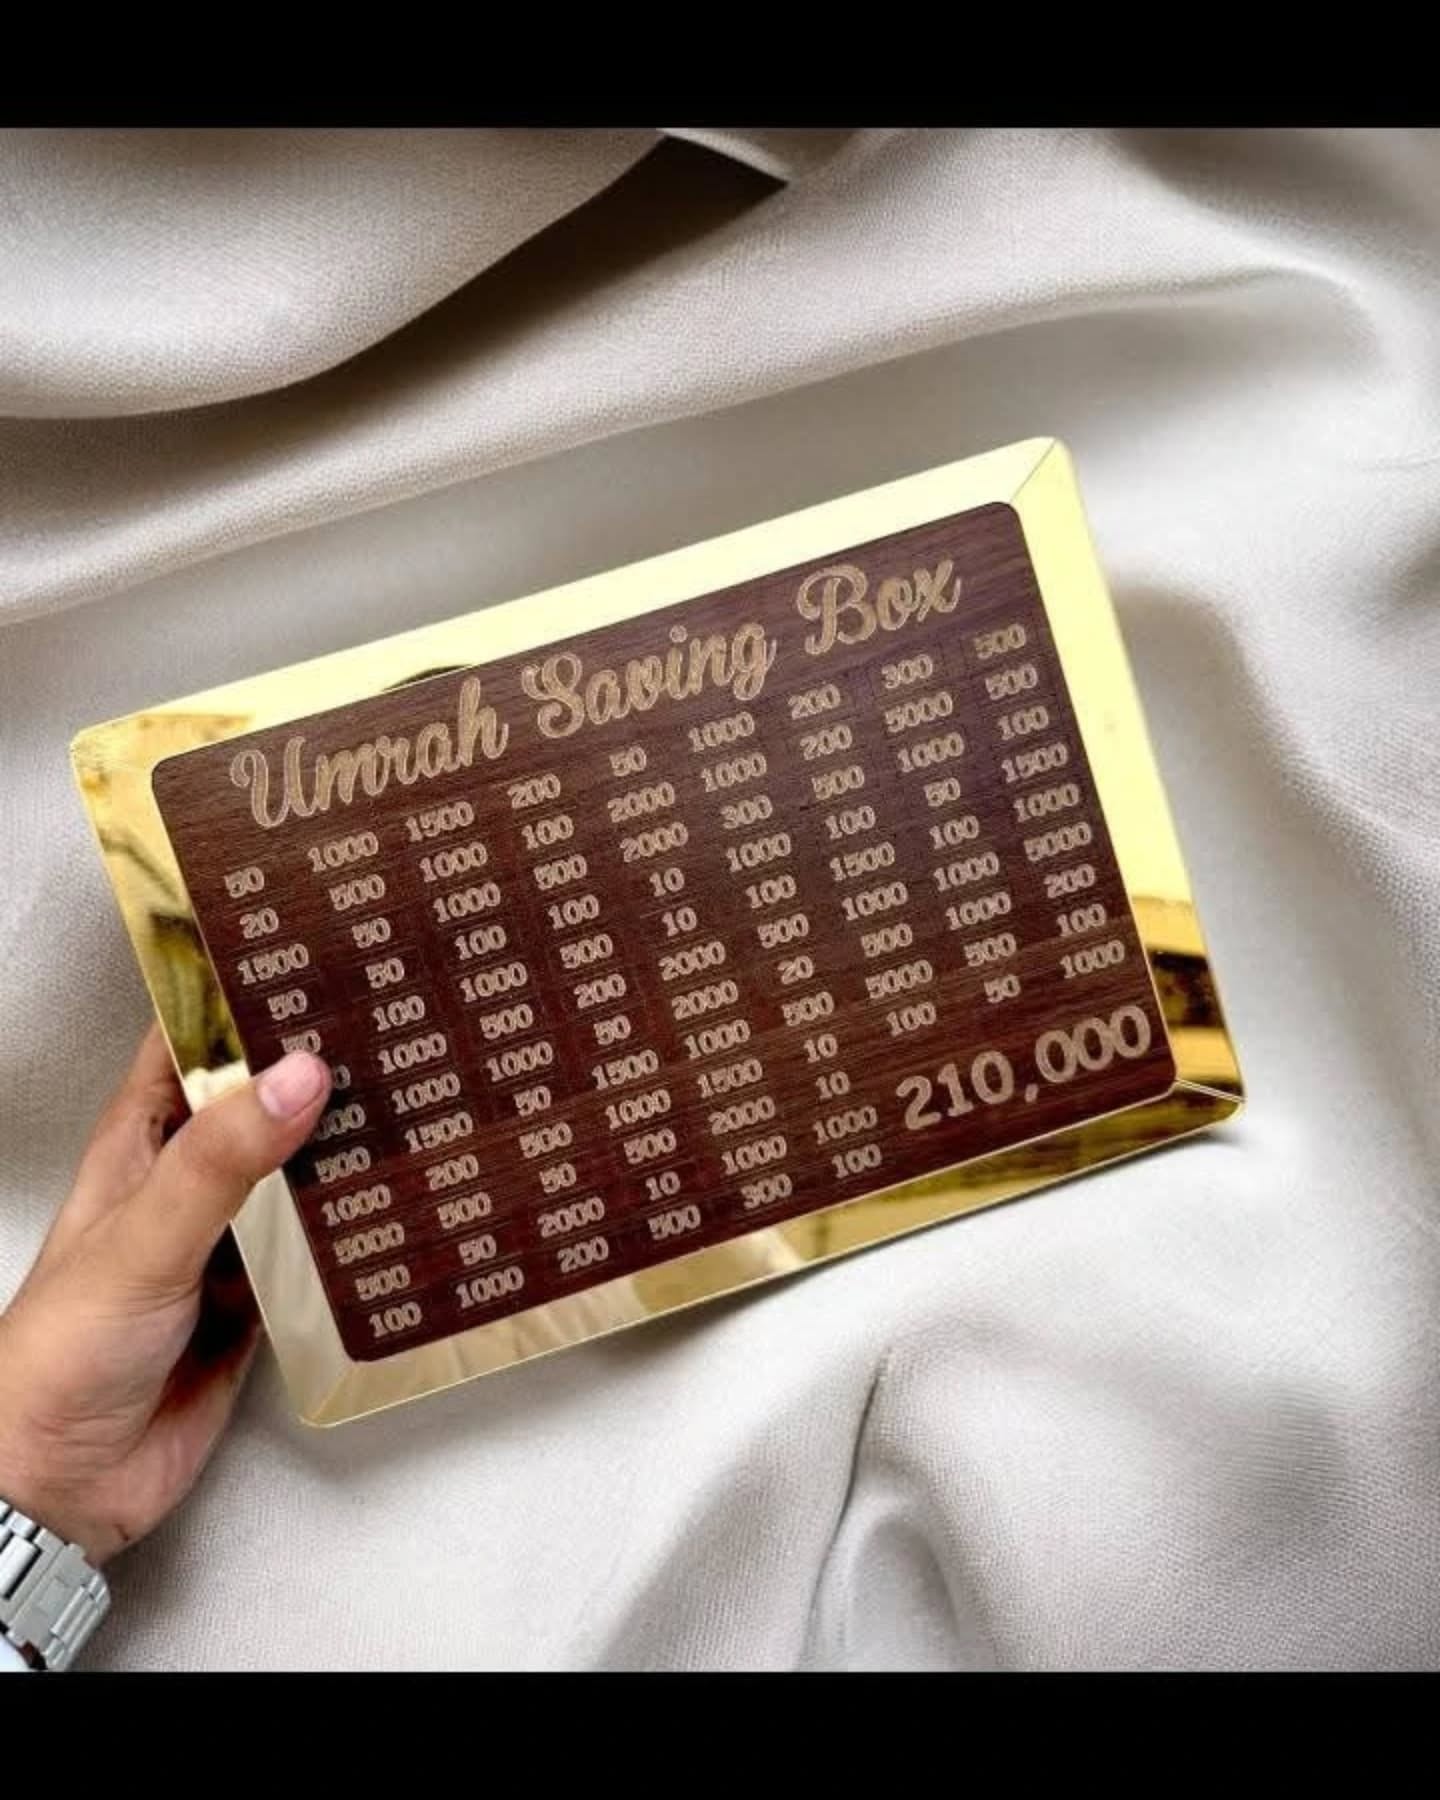 Umrah Saving Box
50 1000 1500 200 50 1000 200 300 500
20 500 1000 100 2000 1000 200 5000 500
1500 50 1000 500 2000 300 500 1000 100
50 50 100 100 10 1000 100 50 1500
50 100 1000 500 10 100 1500 100 1000
1000 500 200 2000 500 1000 1000 5000
1000 1000 50 2000 20 500 1000 200
500 1500 50 1500 1000 500 5000 500 100
1000 200 500 1000 1500 10 100 50 1000
5000 500 50 500 2000 10
500 50 2000 10 1000 1000
100 1000 200 500 300 100
210,000